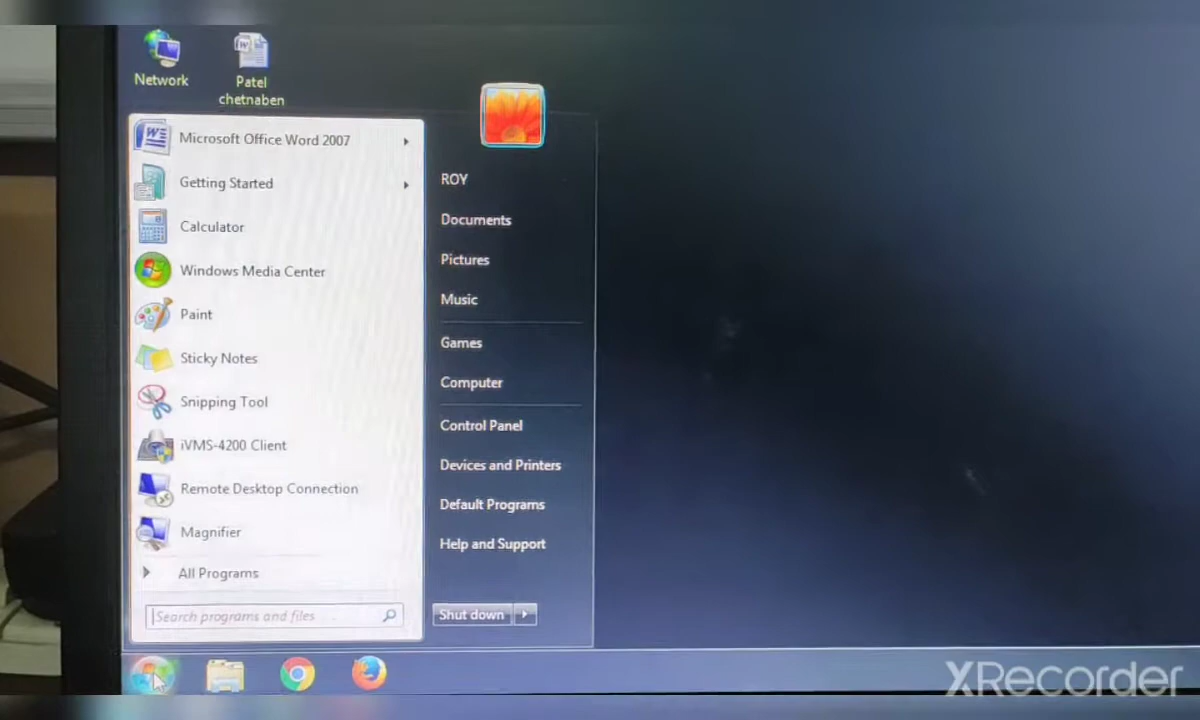 Network
Patel
chetnaben
Microsoft Office Word 2007
Getting Started
Calculator
Windows Media Center
Paint
Sticky Notes
Snipping Tool
iVMS-4200 Client
Remote Desktop Connection
Magnifier
All Programs
Search programs and files
ROY
Documents
Pictures
Music
Games
Computer
Control Panel
Devices and Printers
Default Programs
Help and Support
Shut down
XRecorder